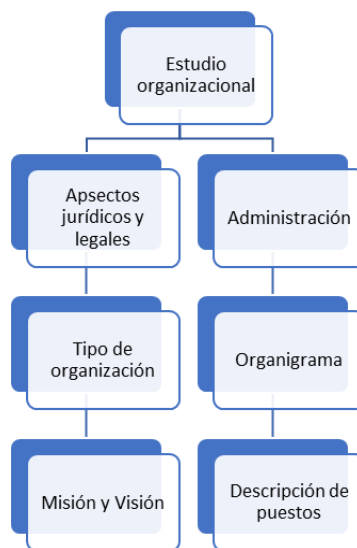 Estudio
organizacional
Apsectos
jurídicos y
legales
Administración
Tipo de
organización
Organigrama
Misión y Visión
Descripción de
puestos